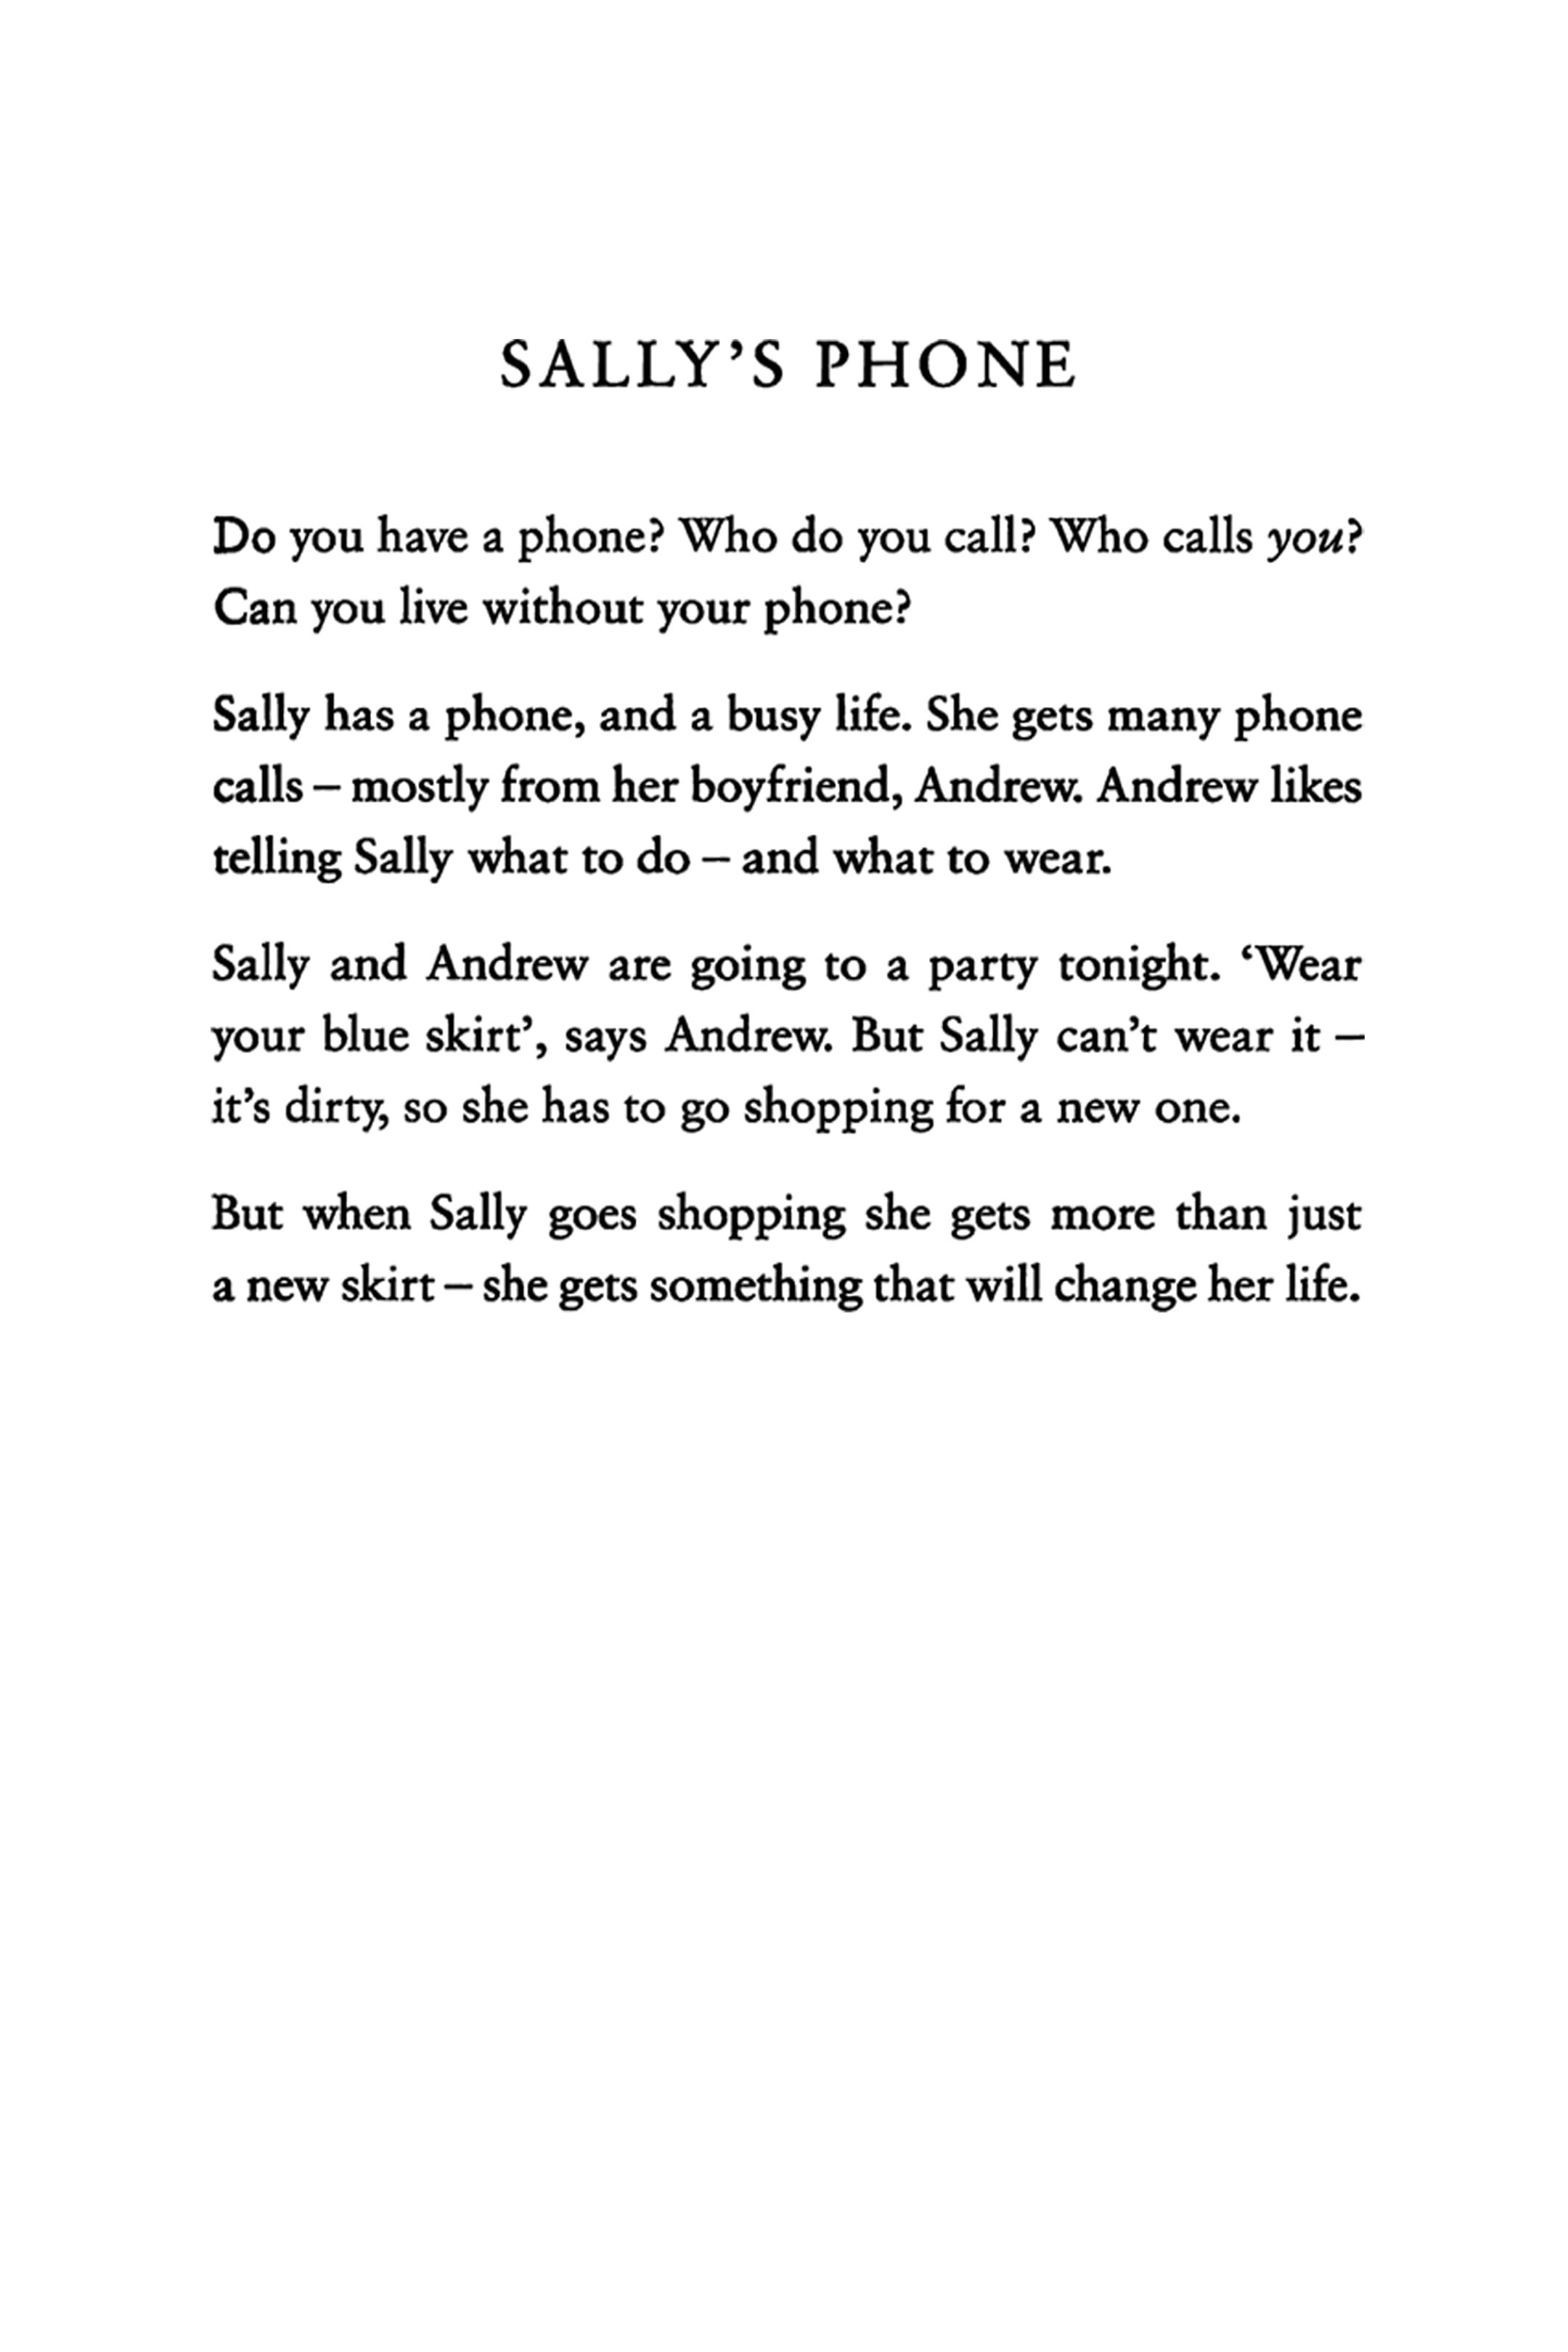 SALLY’S PHONE
Do you have a phone? Who do you call? Who calls you?
Can you live without your phone?
Sally has a phone, and a busy life. She gets many phone
calls – mostly from her boyfriend, Andrew. Andrew likes
telling Sally what to do – and what to wear.
Sally and Andrew are going to a party tonight. ‘Wear
your blue skirt’, says Andrew. But Sally can’t wear it –
it’s dirty, so she has to go shopping for a new one.
But when Sally goes shopping she gets more than just
a new skirt – she gets something that will change her life.